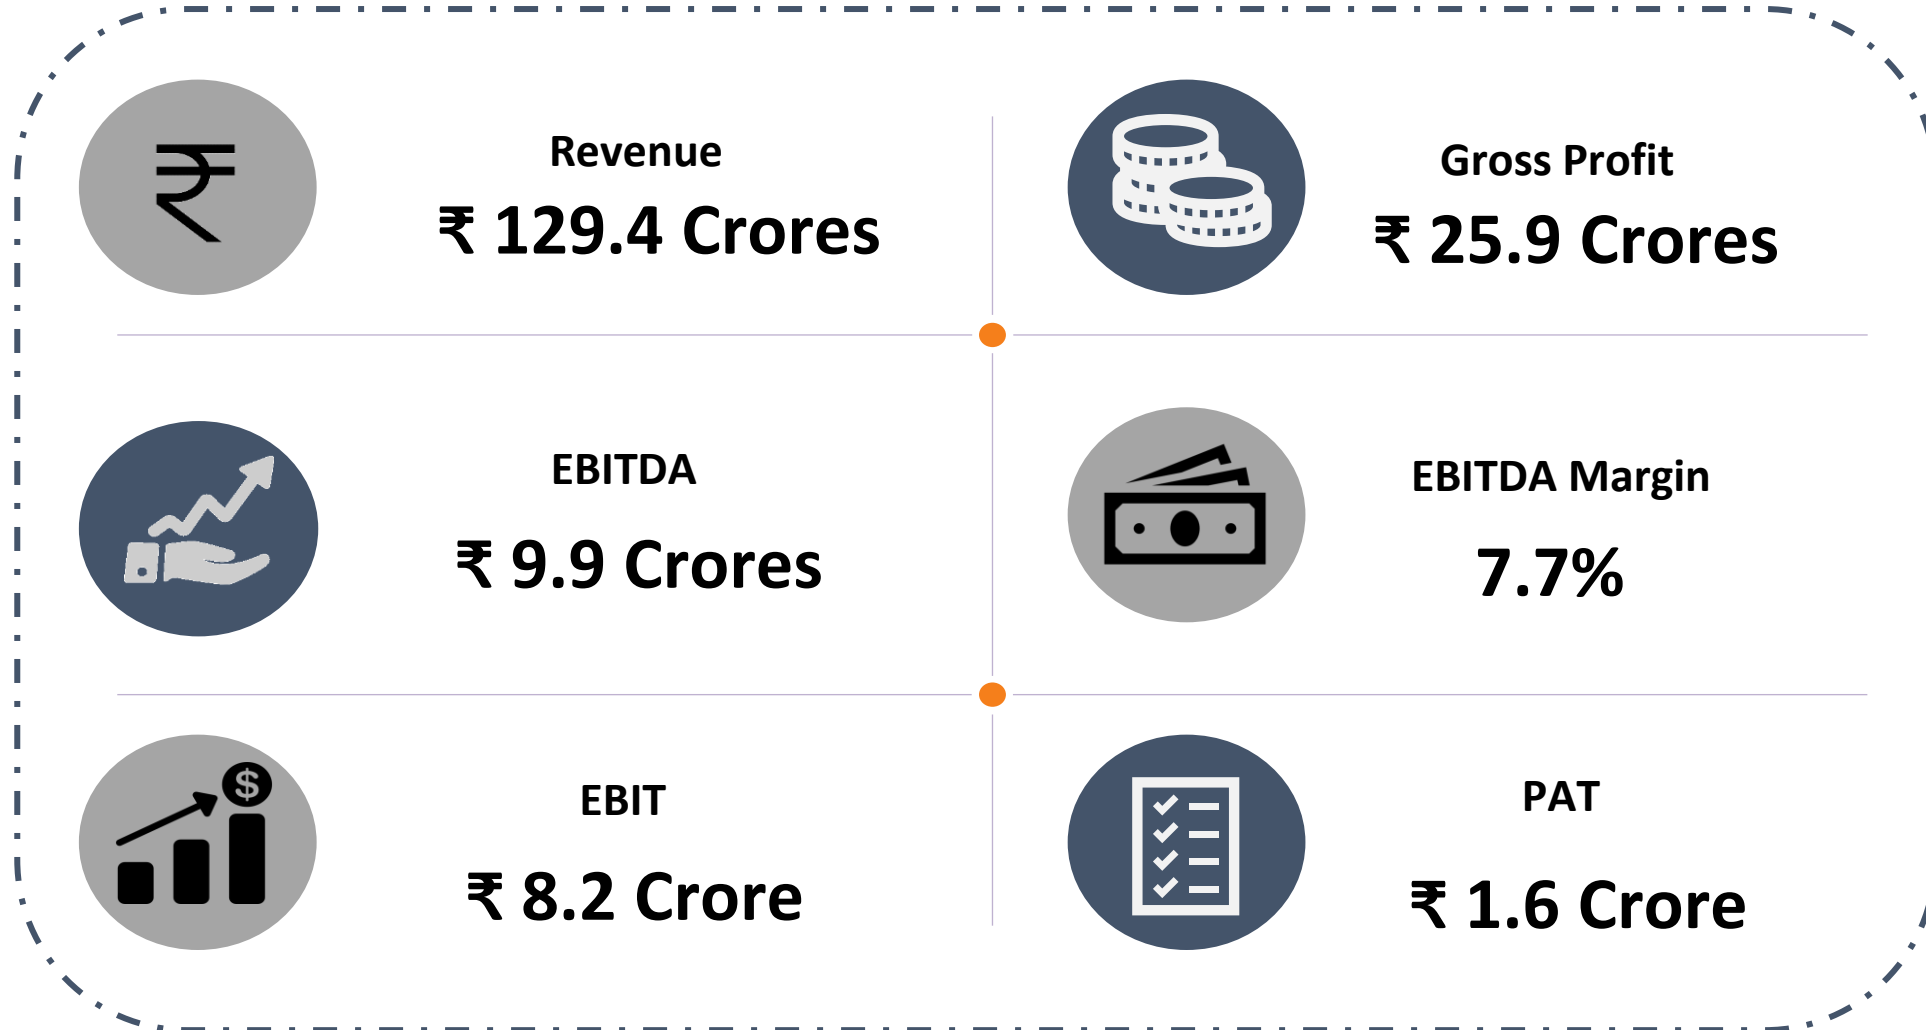 Revenue
₹ 129.4 Crores
Gross Profit
₹ 25.9 Crores
EBITDA
₹ 9.9 Crores
EBITDA Margin
7.7%
EBIT
₹ 8.2 Crore
PAT
₹ 1.6 Crore
₹
$